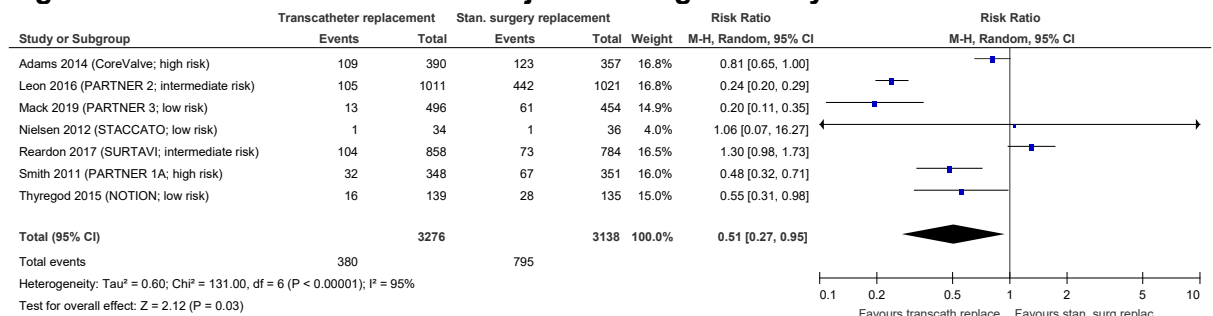 Transcatheter replacement Stan. surgery replacement Risk Ratio Risk Ratio
Study or Subgroup Events Total Events Total Weight M-H, Random, 95% CI M-H, Random, 95% CI
Adams 2014 (CoreValve; high risk) 109 390 123 357 16.8% 0.81 [0.65, 1.00]
Leon 2016 (PARTNER 2; intermediate risk) 105 1011 442 1021 16.8% 0.24 [0.20, 0.29]
Mack 2019 (PARTNER 3; low risk) 13 496 61 454 14.9% 0.20 [0.11, 0.35]
Nielsen 2012 (STACCATO; low risk) 1 34 1 36 4.0% 1.06 [0.07, 16.27]
Reardon 2017 (SURTAVI; intermediate risk) 104 858 73 784 16.5% 1.30 [0.98, 1.73]
Smith 2011 (PARTNER 1A; high risk) 32 348 67 351 16.0% 0.48 [0.32, 0.71]
Thyregod 2015 (NOTION; low risk) 16 139 28 135 15.0% 0.55 [0.31, 0.98]
Total (95% CI) 3276 3138 100.0% 0.51 [0.27, 0.95]
Total events 380 795
Heterogeneity: Tau² = 0.60; Chi² = 131.00, df = 6 (P < 0.00001); I² = 95%
Test for overall effect: Z = 2.12 (P = 0.03)
0.1 0.2 0.5 1 2 5 10
Favours transcath replace Favours stan. surg replac